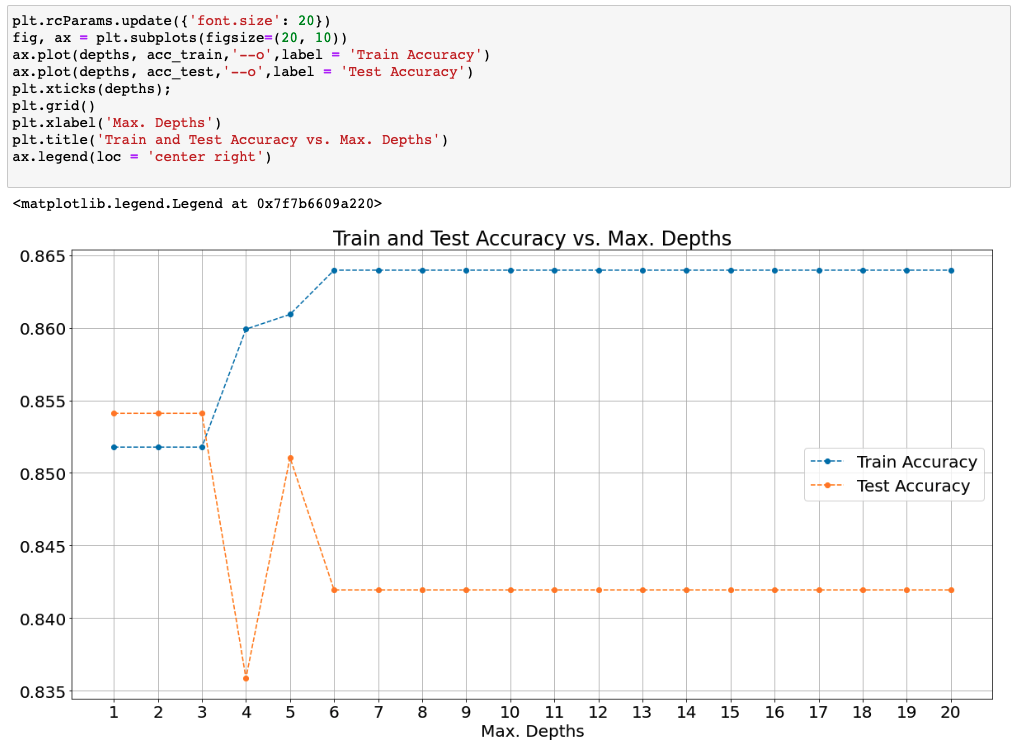 plt.rcParams.update({'font.size': 20})
fig, ax = plt.subplots(figsize=(20, 10))
ax.plot(depths, acc_train,'--o',label = 'Train Accuracy')
ax.plot(depths, acc_test,'--o',label = 'Test Accuracy')
plt.xticks(depths);
plt.grid()
plt.xlabel('Max. Depths')
plt.title('Train and Test Accuracy vs. Max. Depths')
ax.legend(loc = 'center right')
<matplotlib.legend.Legend at 0x7f7b6609a220>
Train and Test Accuracy vs. Max. Depths
0.865
0.860
0.855
0.850
0.845
0.840
0.835
Train Accuracy
Test Accuracy
1 2 3 4 5 6 7 8 9 10 11 12 13 14 15 16 17 18 19 20
Max. Depths